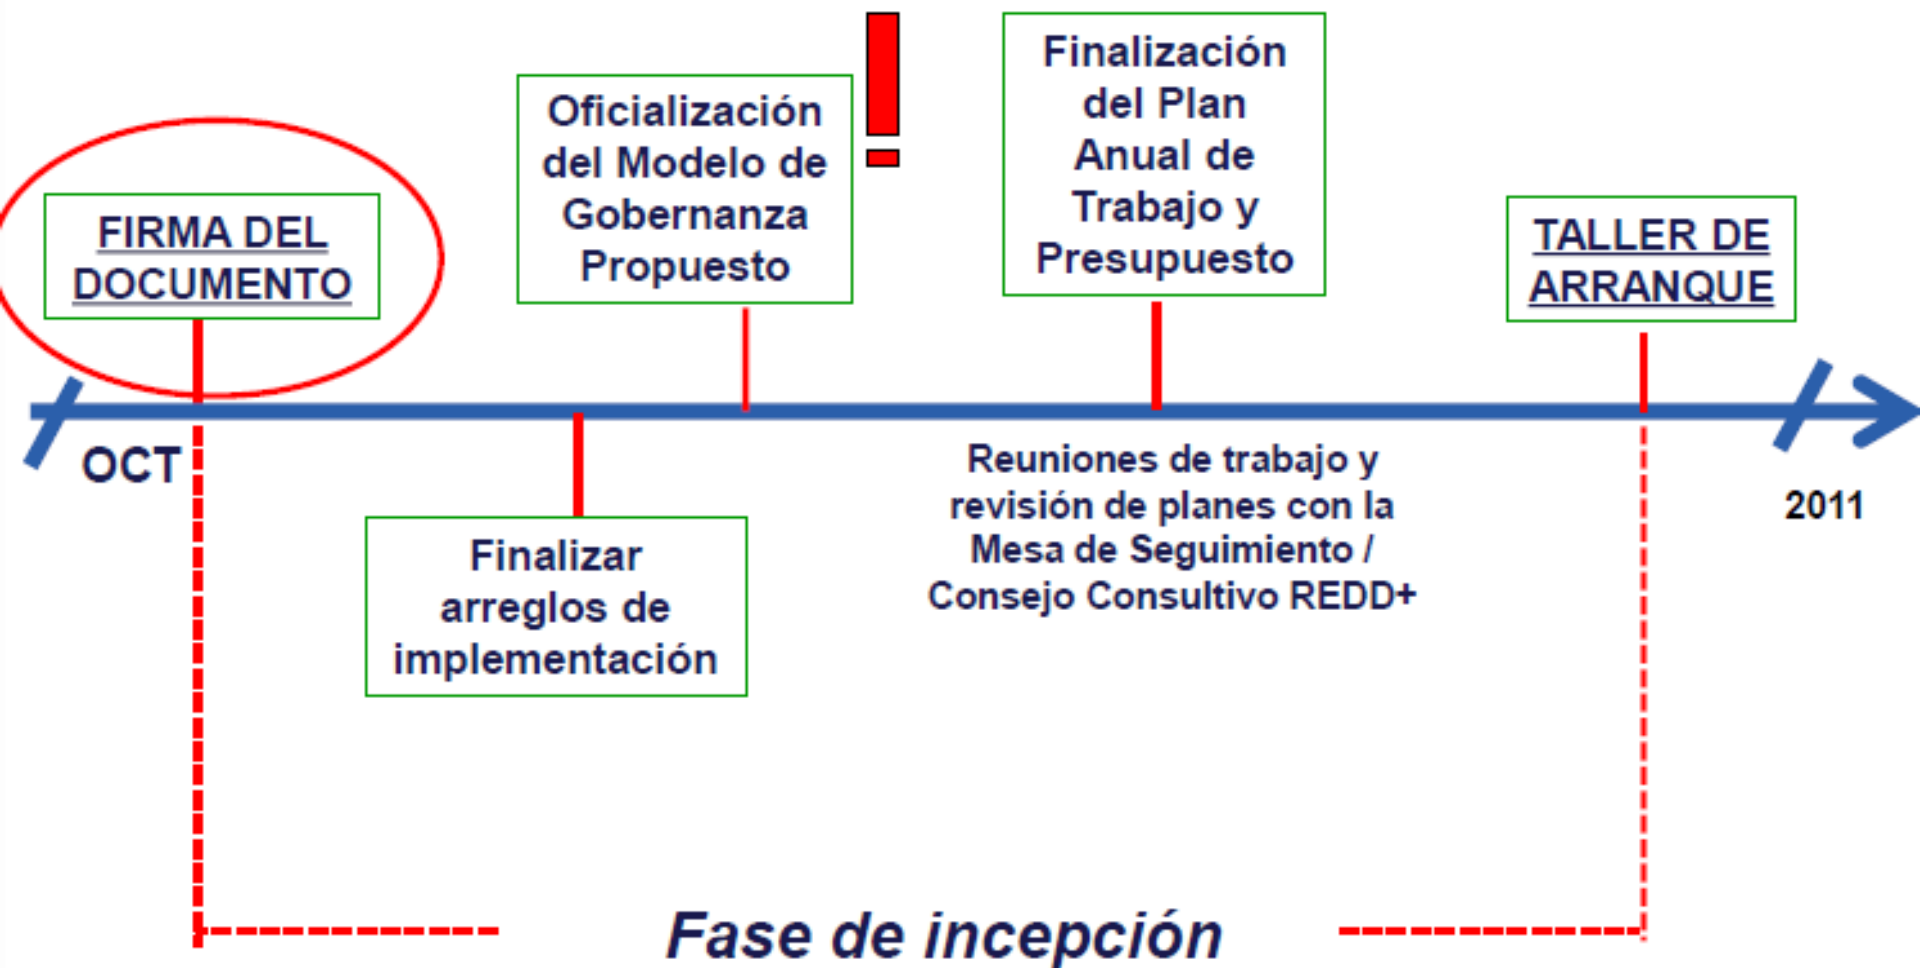 FIRMA DEL
DOCUMENTO
Oficialización
del Modelo de
Gobernanza
Propuesto
Finalización
del Plan
Anual de
Trabajo y
Presupuesto
TALLER DE
ARRANQUE
OCT
Finalizar
arreglos de
implementación
Reuniones de trabajo y
revisión de planes con la
Mesa de Seguimiento /
Consejo Consultivo REDD+
2011
Fase de incepción